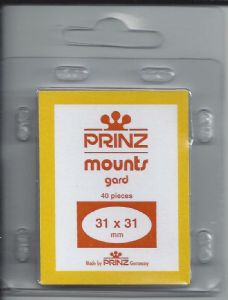 PRINZ
mounts
gard
40 pieces
31 x 31
mm
Made by PRINZ Germany